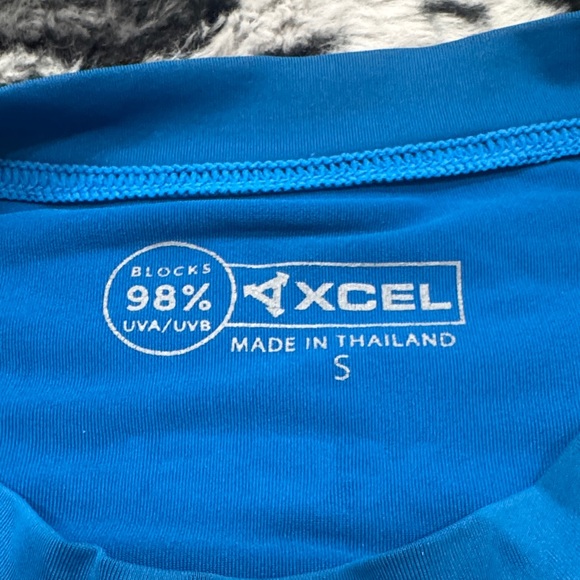 BLOCKS
98%
UVA/UVB
XCEL
MADE IN THAILAND
S